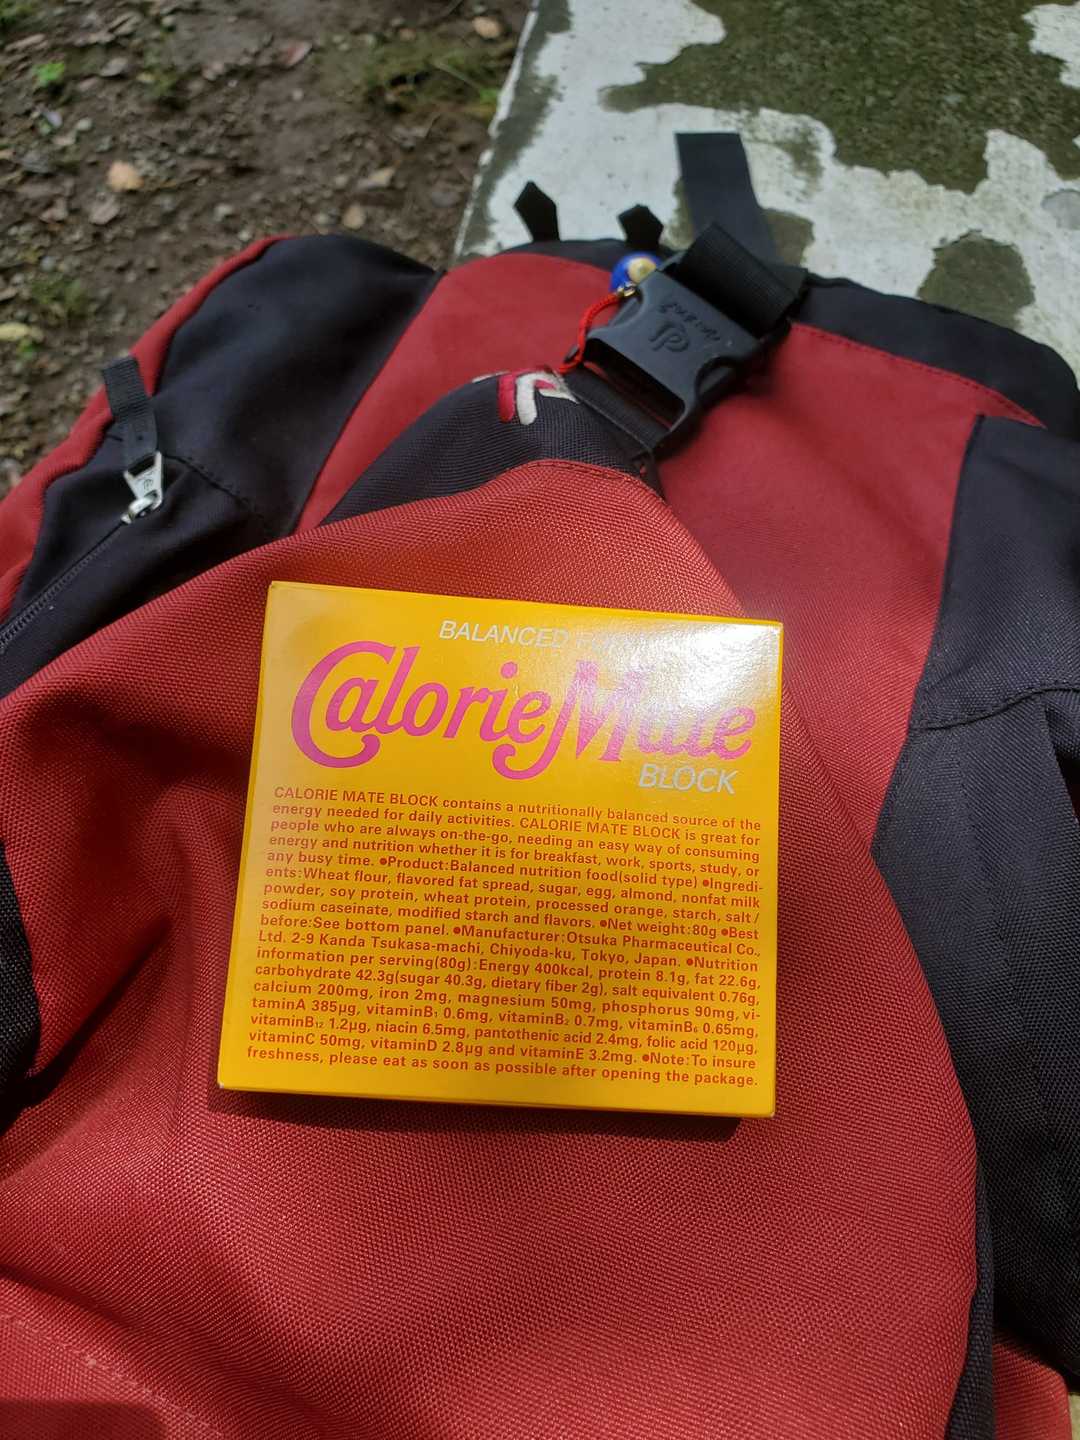 BALANCED
CalorieMate
BLOCK
CALORIE MATE BLOCK contains a nutritionally balanced source of the
energy needed for daily activities. CALORIE MATE BLOCK is great for
people who are always on-the-go, needing an easy way of consuming
energy and nutrition whether it is for breakfast, work, sports, study, or
any busy time. ●Product:Balanced nutrition food(solid type) ●Ingredi-
ents:Wheat flour, flavored fat spread, sugar, egg, almond, nonfat milk
powder, soy protein, wheat protein, processed orange, starch, salt /
sodium caseinate, modified starch and flavors. ●Net weight:80g ●Best
before:See bottom panel. ●Manufacturer:Otsuka Pharmaceutical Co.,
Ltd. 2-9 Kanda Tsukasa-machi, Chiyoda-ku, Tokyo, Japan. ●Nutrition
information per serving(80g):Energy 400kcal, protein 8.1g, fat 22.6g,
carbohydrate 42.3g(sugar 40.3g, dietary fiber 2g), salt equivalent 0.76g,
calcium 200mg, iron 2mg, magnesium 50mg, phosphorus 90mg, vi-
taminA 385μg, vitaminB₁ 0.6mg, vitaminB₂ 0.7mg, vitaminB₆ 0.65mg,
vitaminB₁₂ 1.2μg, niacin 6.5mg, pantothenic acid 2.4mg, folic acid 120μg,
vitaminC 50mg, vitaminD 2.8μg and vitaminE 3.2mg. ●Note:To insure
freshness, please eat as soon as possible after opening the package.